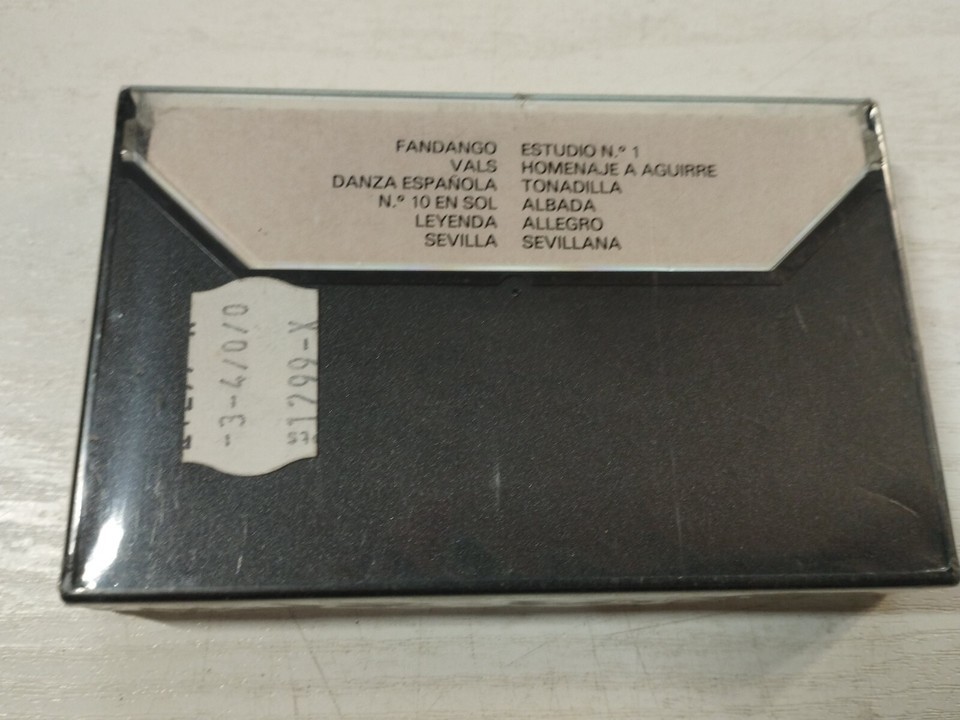 FANDANGO
VALS
DANZA ESPAÑOLA
N.º 10 EN SOL
LEYENDA
SEVILLA
ESTUDIO N.º 1
HOMENAJE A AGUIRRE
TONADILLA
ALBADA
ALLEGRO
SEVILLANA
-3-4/0/0
1299-X